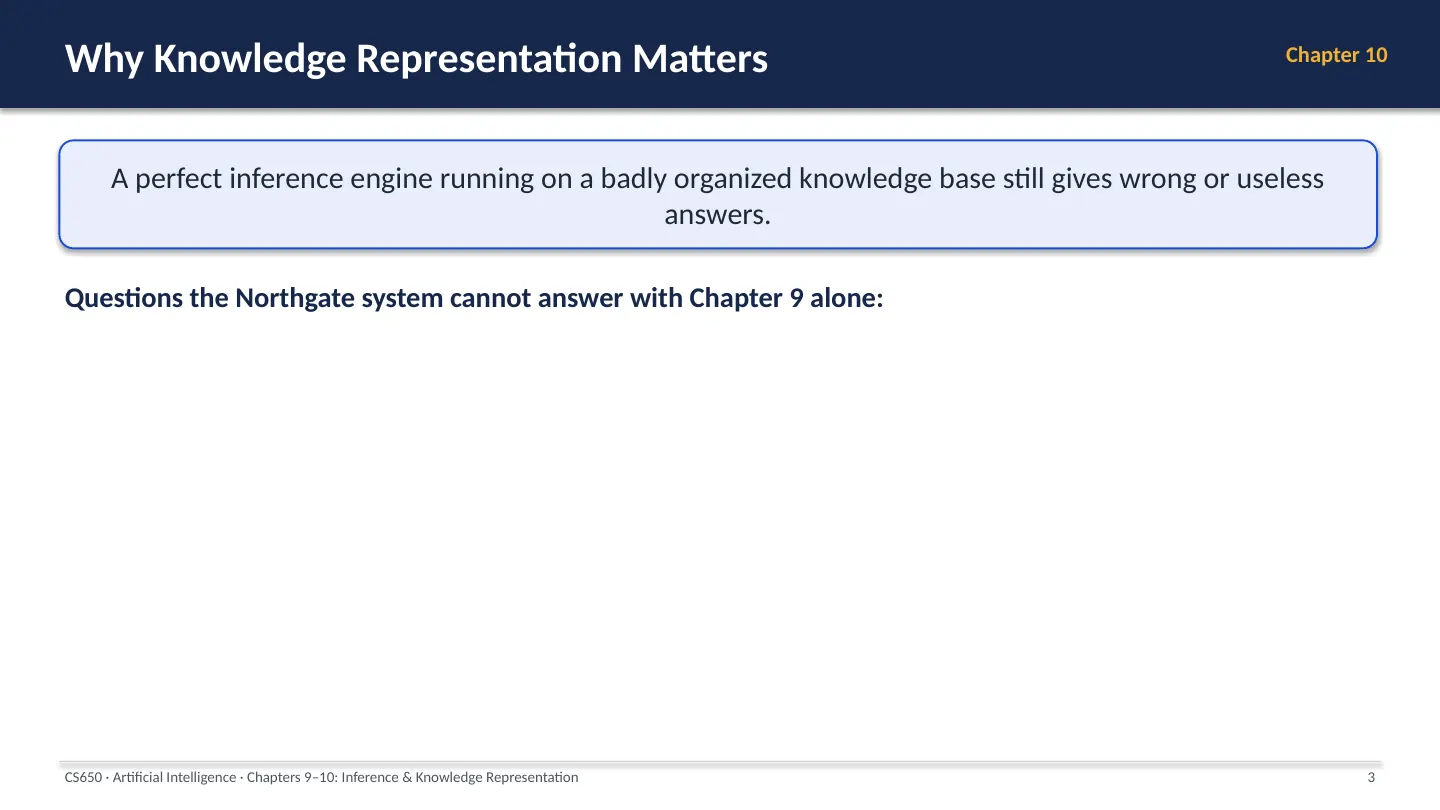 Why Knowledge Representation Matters
Chapter 10
A perfect inference engine running on a badly organized knowledge base still gives wrong or useless
answers.
Questions the Northgate system cannot answer with Chapter 9 alone:
CS650 · Artificial Intelligence · Chapters 9–10: Inference & Knowledge Representation
3